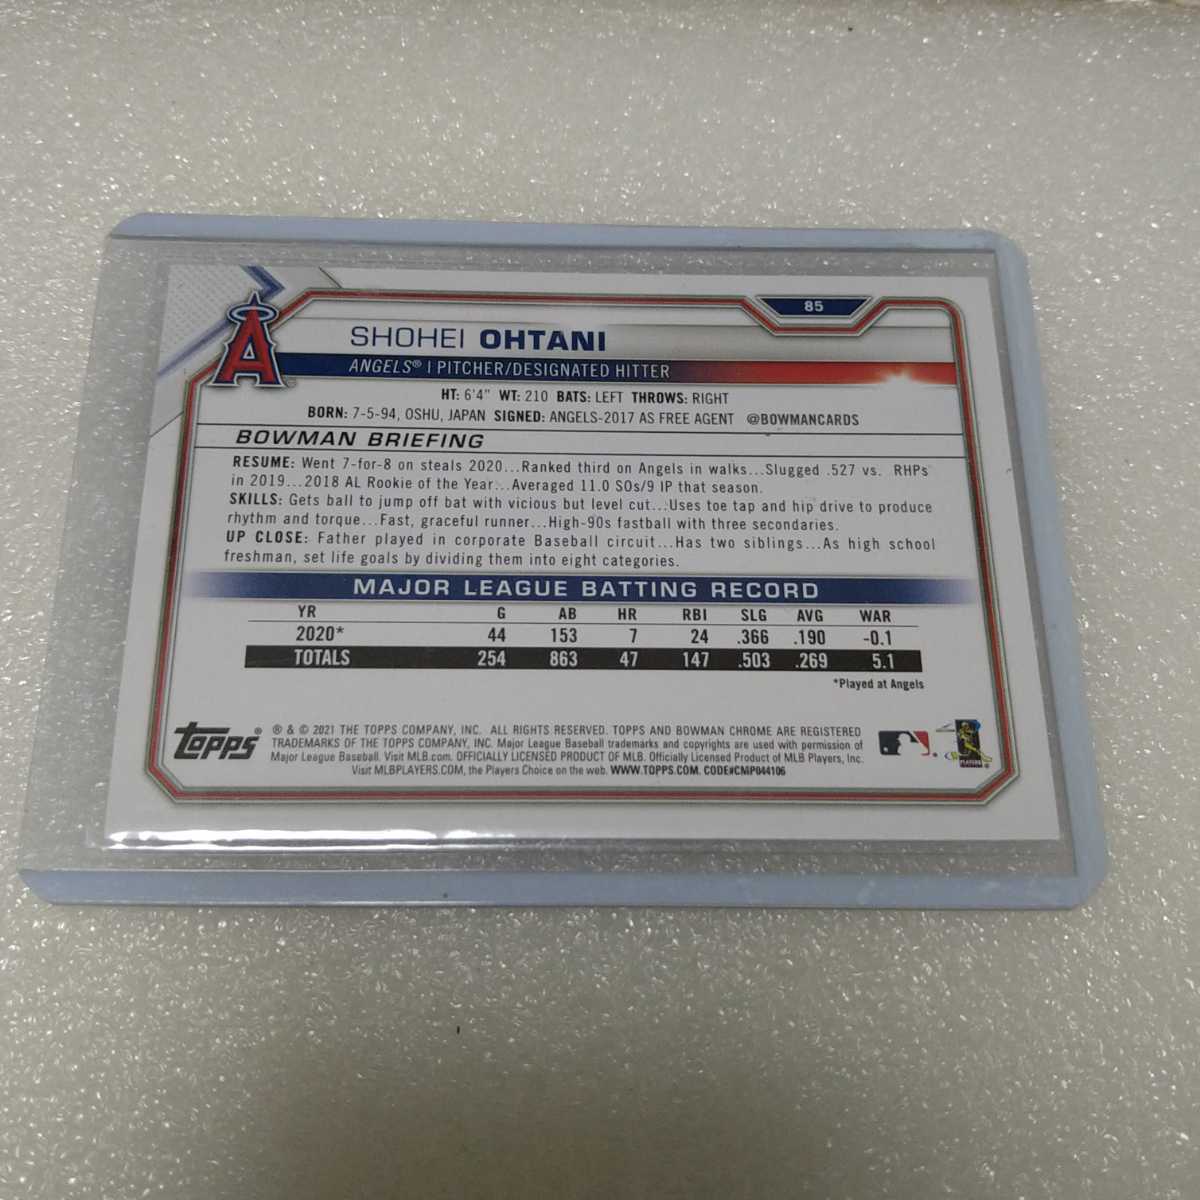 85
SHOHEI OHTANI
A
ANGELS® | PITCHER/DESIGNATED HITTER
HT: 6'4" WT: 210 BATS: LEFT THROWS: RIGHT
BORN: 7-5-94, OSHU, JAPAN SIGNED: ANGELS-2017 AS FREE AGENT @BOWMANCARDS
BOWMAN BRIEFING
RESUME: Went 7-for-8 on steals 2020...Ranked third on Angels in walks...Slugged .527 vs. RHPs
in 2019...2018 AL Rookie of the Year...Averaged 11.0 SOs/9 IP that season.
SKILLS: Gets ball to jump off bat with vicious but level cut...Uses toe tap and hip drive to produce
rhythm and torque...Fast, graceful runner...High-90s fastball with three secondaries.
UP CLOSE: Father played in corporate Baseball circuit...Has two siblings...As high school
freshman, set life goals by dividing them into eight categories.
MAJOR LEAGUE BATTING RECORD
YR G AB HR RBI SLG AVG WAR
2020* 44 153 7 24 .366 .190 -0.1
TOTALS 254 863 47 147 .503 .269 5.1
*Played at Angels
Topps® ® & © 2021 THE TOPPS COMPANY, INC. ALL RIGHTS RESERVED. TOPPS AND BOWMAN CHROME ARE REGISTERED
TRADEMARKS OF THE TOPPS COMPANY, INC. Major League Baseball trademarks and copyrights are used with permission of
Major League Baseball. Visit MLB.com. OFFICIALLY LICENSED PRODUCT OF MLB. Officially Licensed Product of MLB Players, Inc.
Visit MLBPLAYERS.COM, the Players Choice on the web. WWW.TOPPS.COM. CODE#CMP044106
PLAYERS